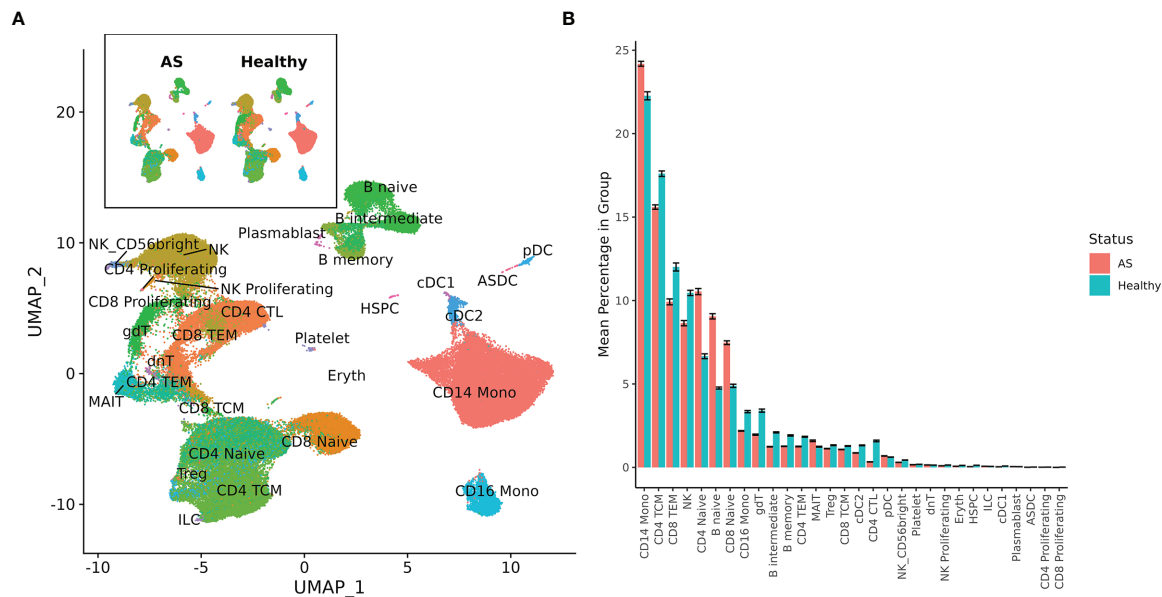 A
B
AS
Healthy
20
10
0
-10
UMAP_2
-10
-5
0
5
10
UMAP_1
B naive
B intermediate
Plasmablast
B memory
NK_CD56bright
NK
CD4 Proliferating
NK Proliferating
CD8 Proliferating
CD4 CTL
gdT
CD8 TEM
dnT
CD4 TEM
MAIT
CD8 TCM
CD4 Naive
CD8 Naive
Treg
CD4 TCM
ILC
pDC
ASDC
cDC1
HSPC
cDC2
Platelet
Eryth
CD14 Mono
CD16 Mono
Mean Percentage in Group
25
20
15
10
5
0
CD14 Mono
CD4 TCM
CD8 TEM
NK
CD4 Naive
B naive
CD8 Naive
CD16 Mono
gdT
B intermediate
B memory
CD4 TEM
MAIT
Treg
CD8 TCM
cDC2
CD4 CTL
pDC
NK_CD56bright
Platelet
dnT
NK Proliferating
Eryth
HSPC
ILC
cDC1
Plasmablast
ASDC
CD4 Proliferating
CD8 Proliferating
Status
AS
Healthy